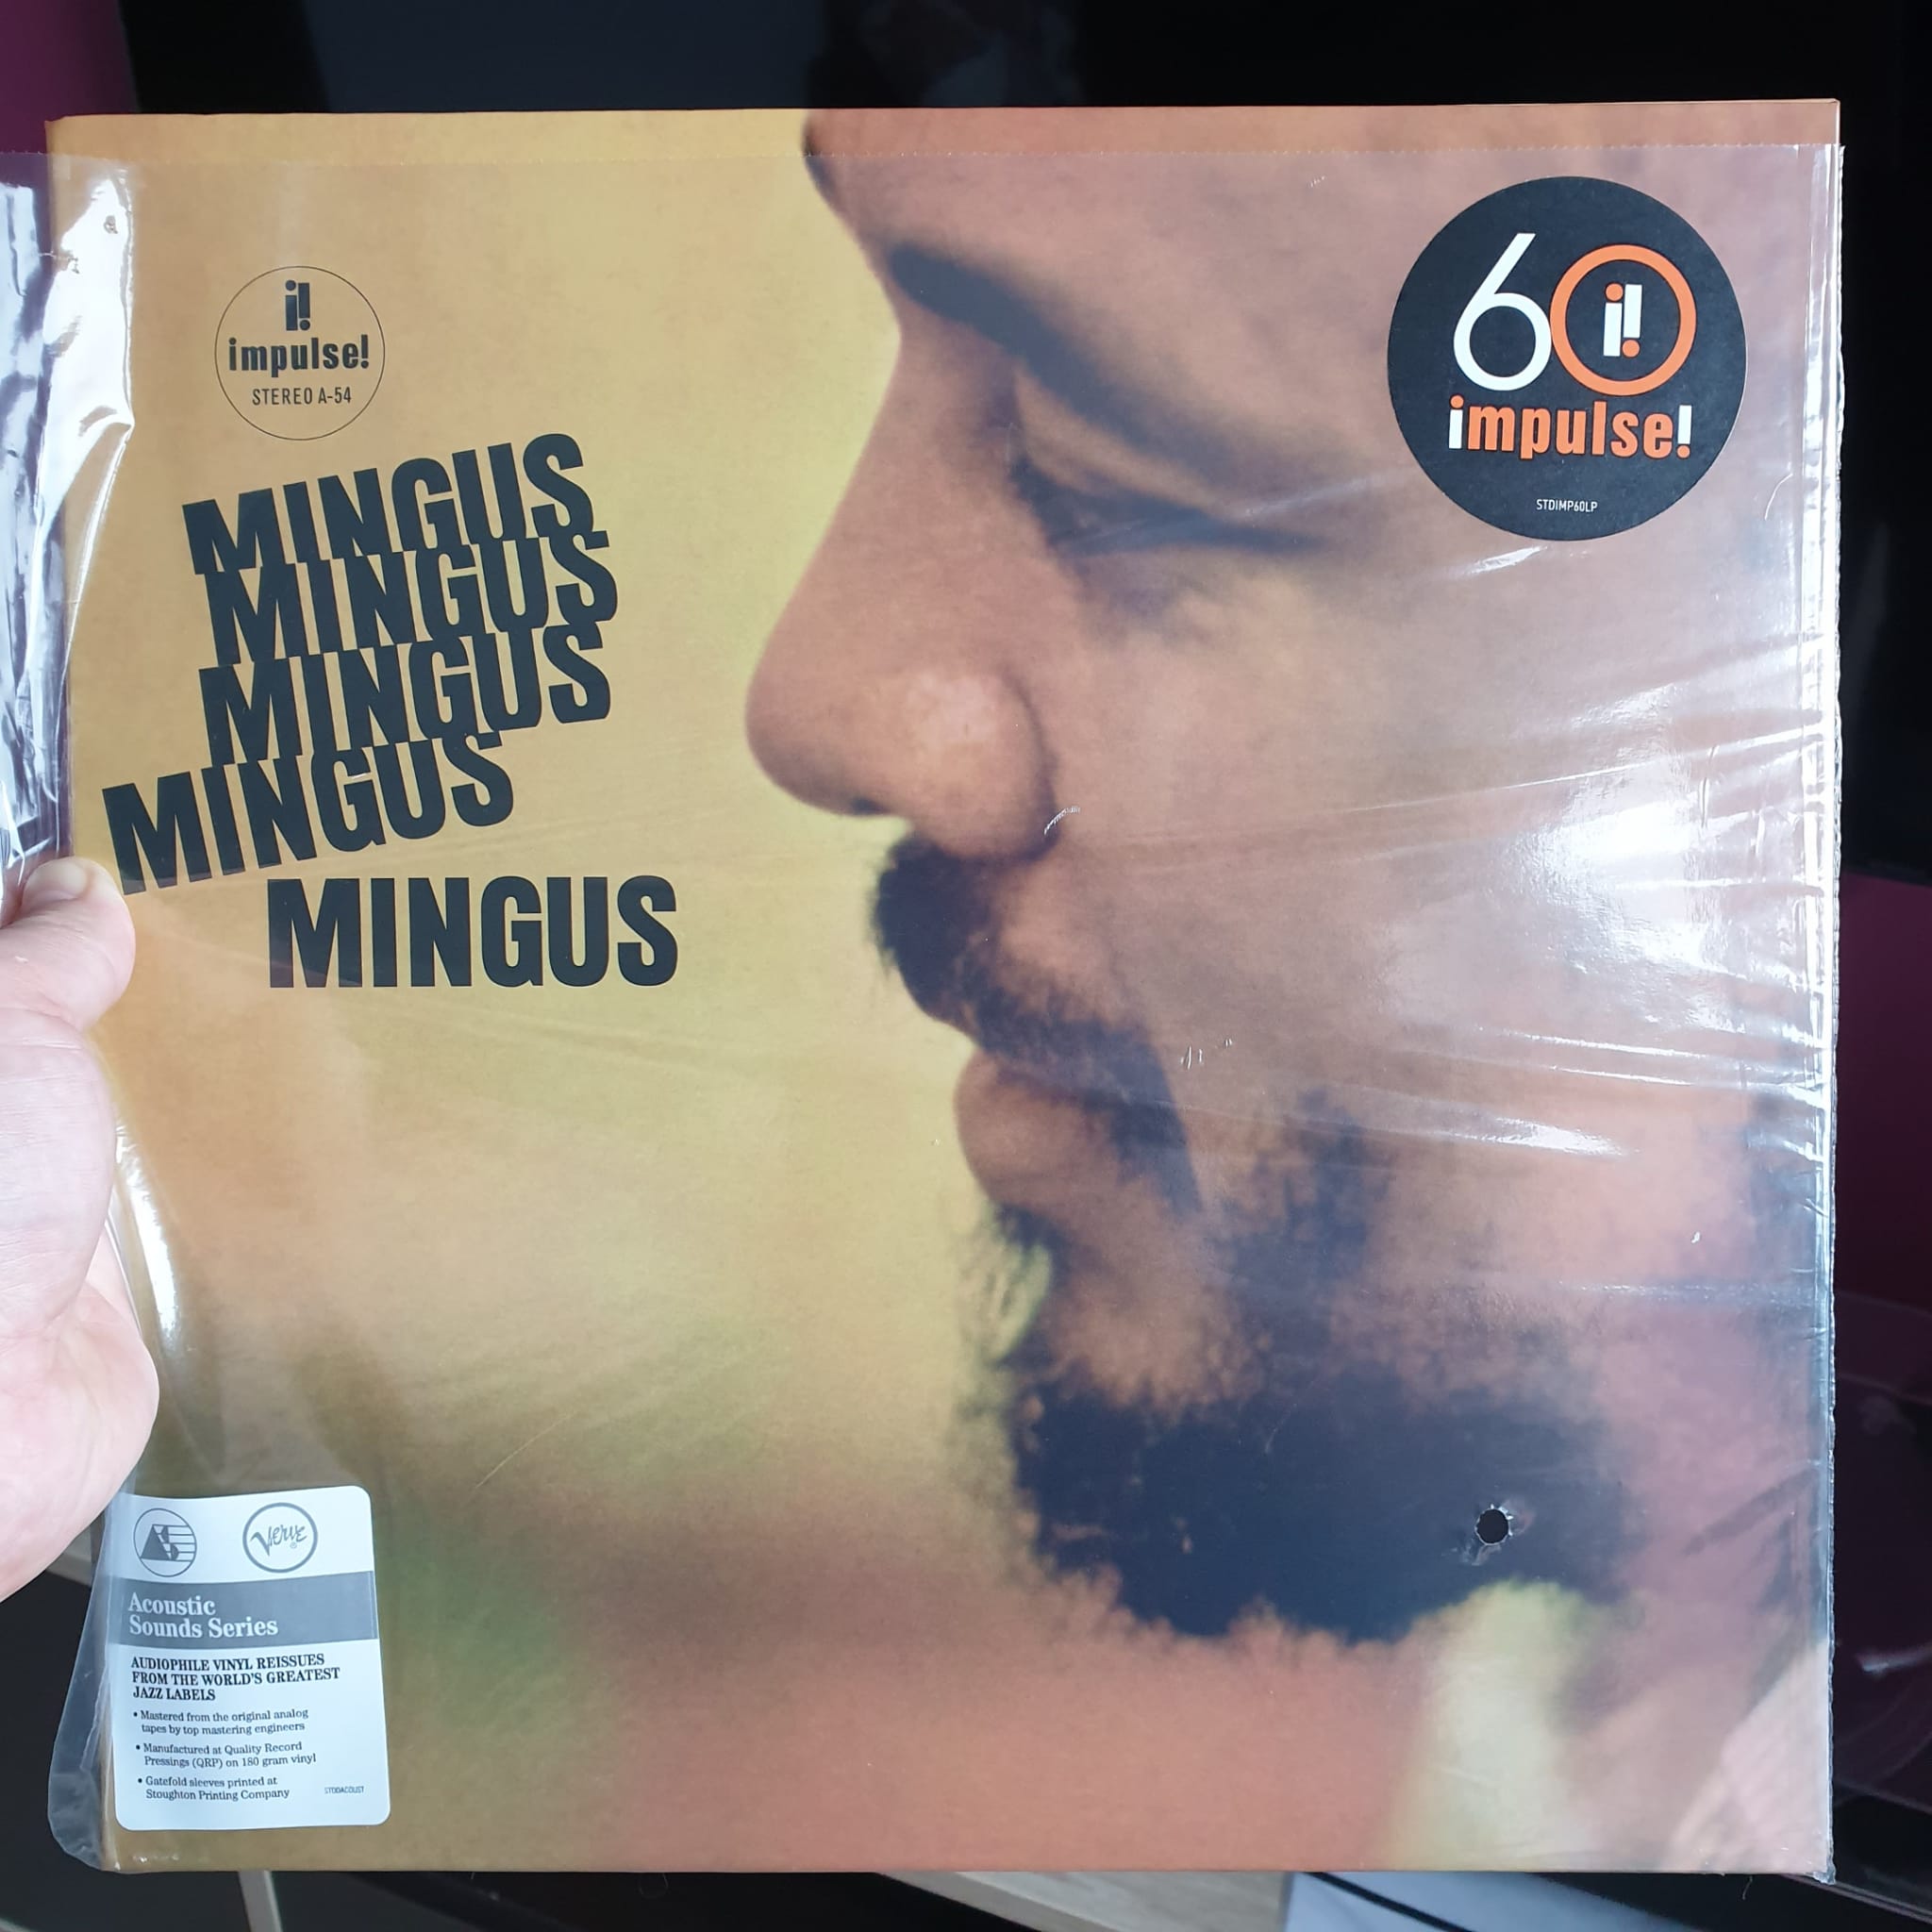 i!
impulse!
STEREO A-54
MINGUS
MINGUS
MINGUS
MINGUS
MINGUS
60
i!
impulse!
STDIMP60LP
AS
Verve
Acoustic
Sounds Series
AUDIOPHILE VINYL REISSUES
FROM THE WORLD'S GREATEST
JAZZ LABELS
• Mastered from the original analog
tapes by top mastering engineers
• Manufactured at Quality Record
Pressings (QRP) on 180 gram vinyl
• Gatefold sleeves printed at
Stoughton Printing Company